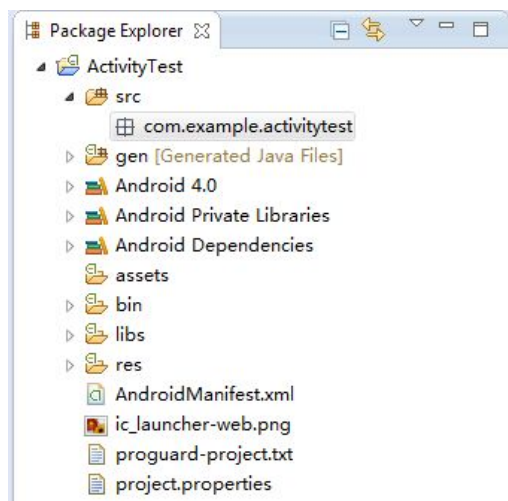 Package Explorer
ActivityTest
src
com.example.activitytest
gen [Generated Java Files]
Android 4.0
Android Private Libraries
Android Dependencies
assets
bin
libs
res
AndroidManifest.xml
ic_launcher-web.png
proguard-project.txt
project.properties